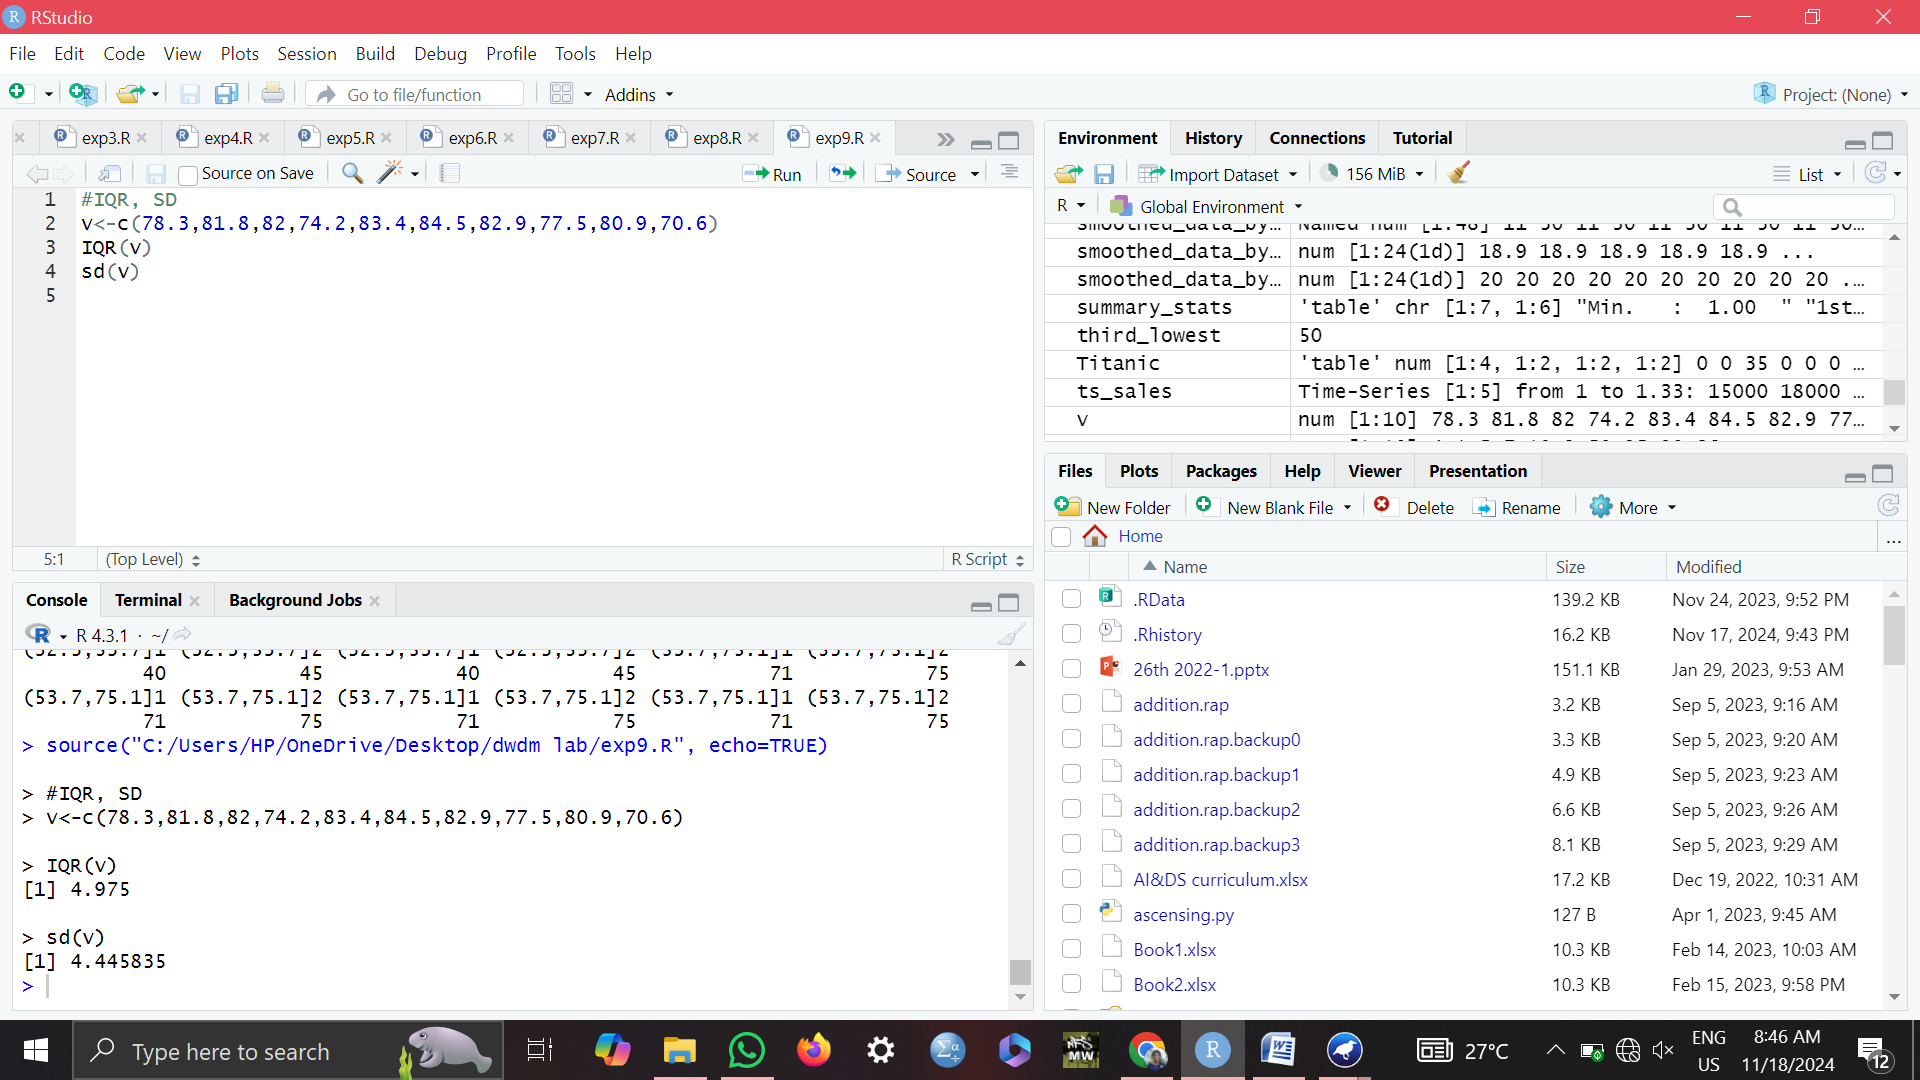 RStudio
File Edit Code View Plots Session Build Debug Profile Tools Help
Go to file/function Addins Project: (None)
exp3.R exp4.R exp5.R exp6.R exp7.R exp8.R exp9.R
Source on Save Run Source
1 #IQR, SD
2 v<-c(78.3,81.8,82,74.2,83.4,84.5,82.9,77.5,80.9,70.6)
3 IQR(v)
4 sd(v)
5
5:1 (Top Level) R Script
Console Terminal Background Jobs
R 4.3.1 · ~/
40 45 40 45 71 75
(53.7,75.1]1 (53.7,75.1]2 (53.7,75.1]1 (53.7,75.1]2 (53.7,75.1]1 (53.7,75.1]2
71 75 71 75 71 75
> source("C:/Users/HP/OneDrive/Desktop/dwdm lab/exp9.R", echo=TRUE)
> #IQR, SD
> v<-c(78.3,81.8,82,74.2,83.4,84.5,82.9,77.5,80.9,70.6)
> IQR(v)
[1] 4.975
> sd(v)
[1] 4.445835
>
Environment History Connections Tutorial
Import Dataset 156 MiB List
R Global Environment
smoothed_data_by… Named num [1:48] 11 50 11 50 11 50 11 50…
smoothed_data_by… num [1:24(1d)] 18.9 18.9 18.9 18.9 18.9 ...
smoothed_data_by… num [1:24(1d)] 20 20 20 20 20 20 20 20 20 .…
summary_stats 'table' chr [1:7, 1:6] "Min. : 1.00 " "1st…
third_lowest 50
Titanic 'table' num [1:4, 1:2, 1:2, 1:2] 0 0 35 0 0 0 …
ts_sales Time-Series [1:5] from 1 to 1.33: 15000 18000 …
v num [1:10] 78.3 81.8 82 74.2 83.4 84.5 82.9 77…
Files Plots Packages Help Viewer Presentation
New Folder New Blank File Delete Rename More
Home ...
Name Size Modified
.RData 139.2 KB Nov 24, 2023, 9:52 PM
.Rhistory 16.2 KB Nov 17, 2024, 9:43 PM
26th 2022-1.pptx 151.1 KB Jan 29, 2023, 9:53 AM
addition.rap 3.2 KB Sep 5, 2023, 9:16 AM
addition.rap.backup0 3.3 KB Sep 5, 2023, 9:20 AM
addition.rap.backup1 4.9 KB Sep 5, 2023, 9:23 AM
addition.rap.backup2 6.6 KB Sep 5, 2023, 9:26 AM
addition.rap.backup3 8.1 KB Sep 5, 2023, 9:29 AM
AI&DS curriculum.xlsx 17.2 KB Dec 19, 2022, 10:31 AM
ascensing.py 127 B Apr 1, 2023, 9:45 AM
Book1.xlsx 10.3 KB Feb 14, 2023, 10:03 AM
Book2.xlsx 10.3 KB Feb 15, 2023, 9:58 PM
Type here to search 27°C ENG US 8:46 AM 11/18/2024 12